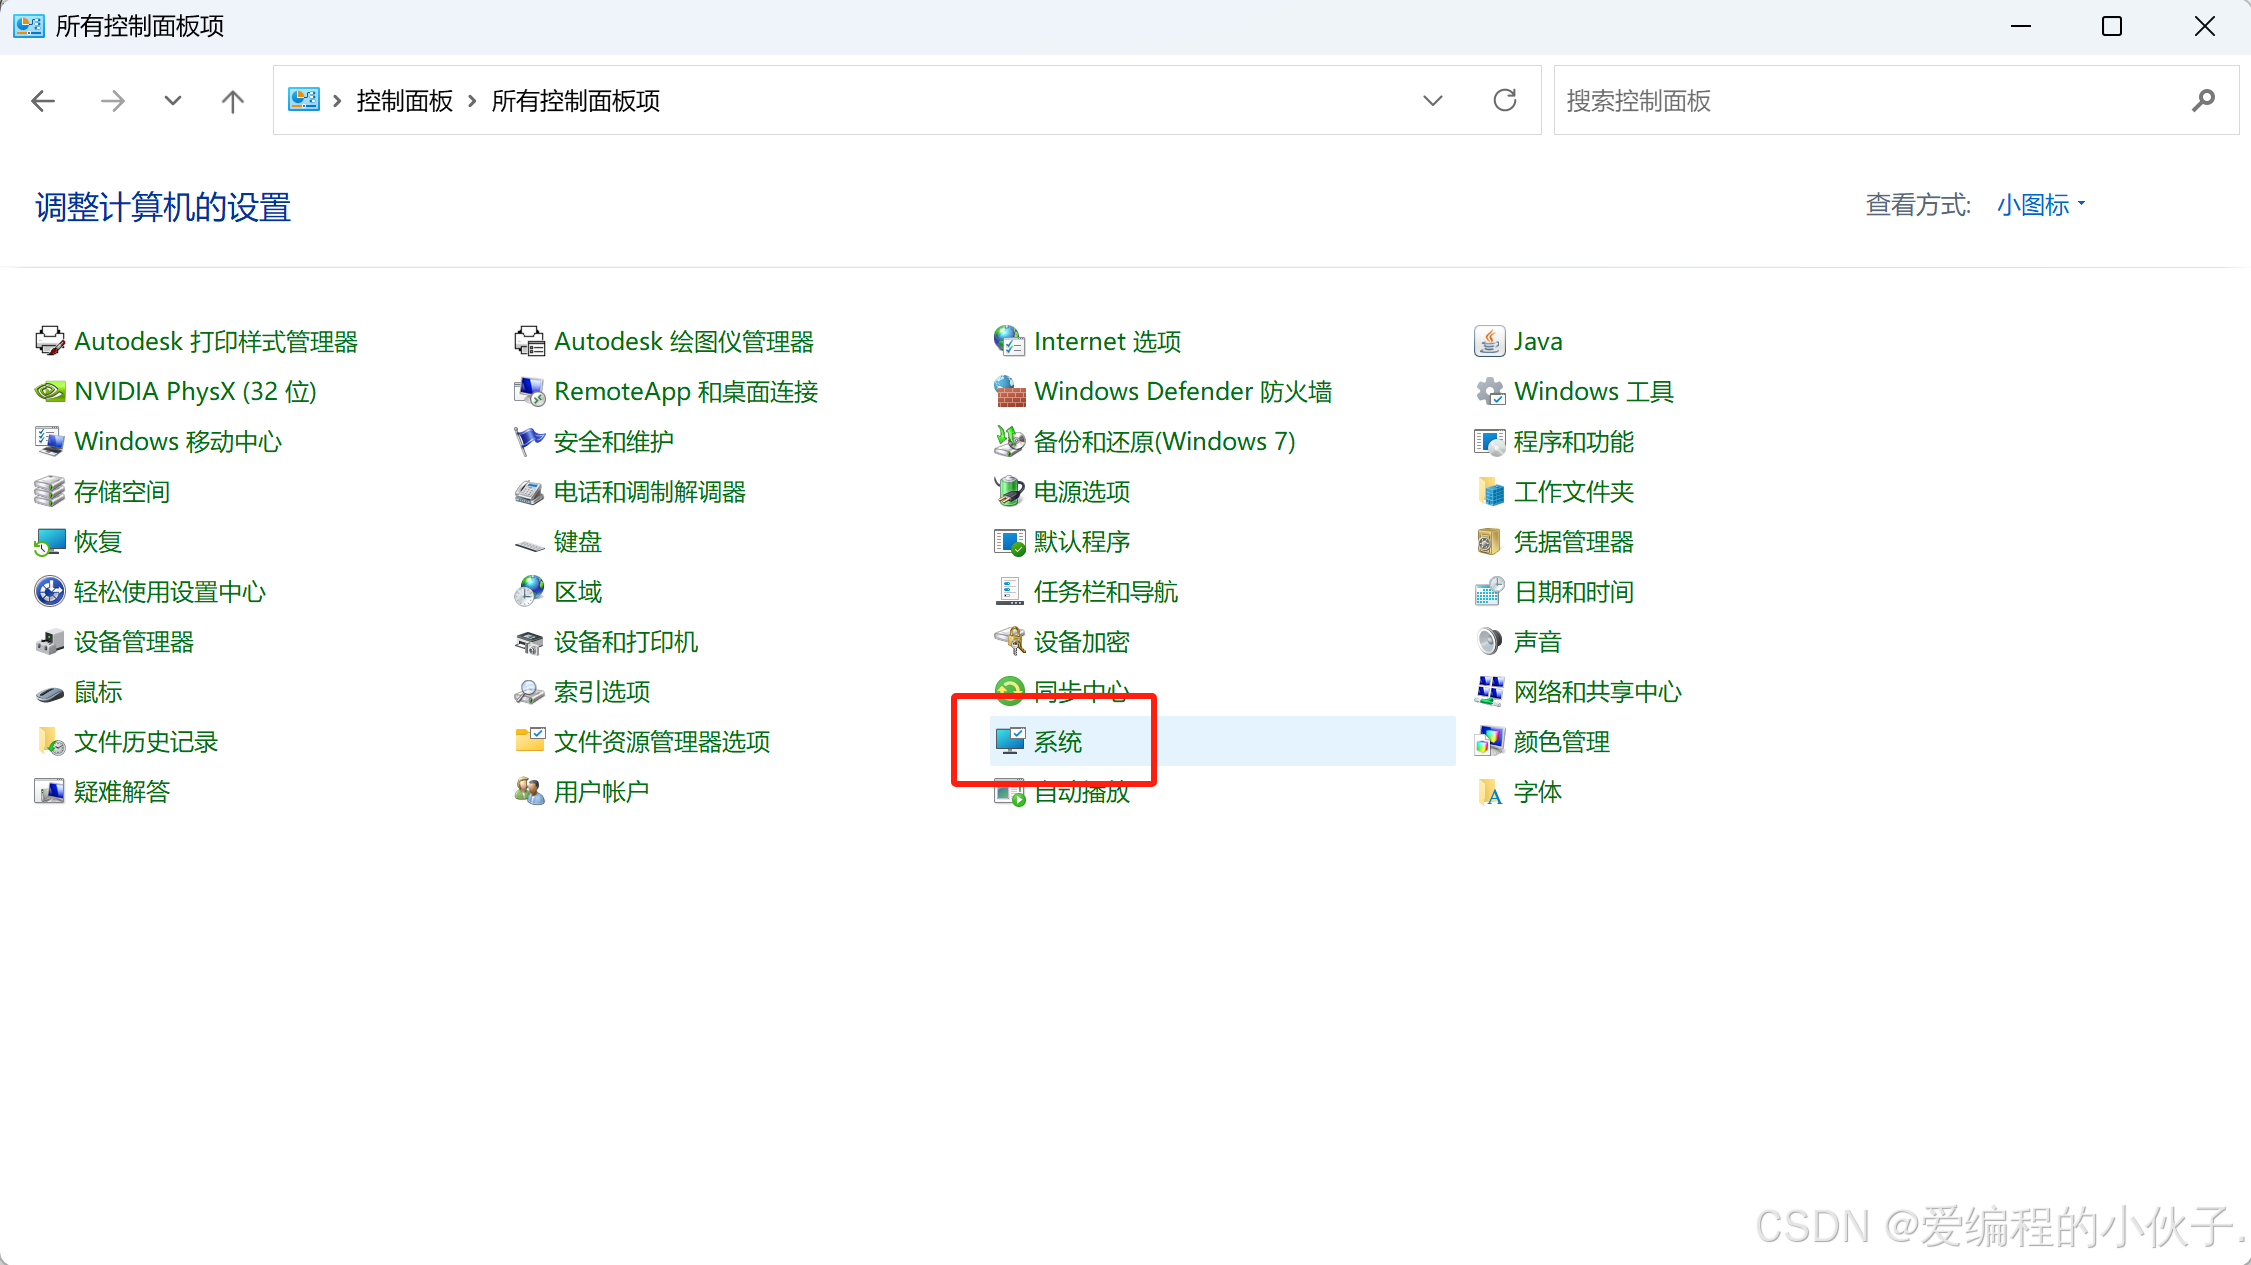 所有控制面板项
控制面板 › 所有控制面板项
搜索控制面板
调整计算机的设置
查看方式: 小图标
Autodesk 打印样式管理器
Autodesk 绘图仪管理器
Internet 选项
Java
NVIDIA PhysX (32 位)
RemoteApp 和桌面连接
Windows Defender 防火墙
Windows 工具
Windows 移动中心
安全和维护
备份和还原(Windows 7)
程序和功能
存储空间
电话和调制解调器
电源选项
工作文件夹
恢复
键盘
默认程序
凭据管理器
轻松使用设置中心
区域
任务栏和导航
日期和时间
设备管理器
设备和打印机
设备加密
声音
鼠标
索引选项
同步中心
网络和共享中心
文件历史记录
文件资源管理器选项
系统
颜色管理
疑难解答
用户帐户
自动播放
字体
CSDN @爱编程的小伙子.